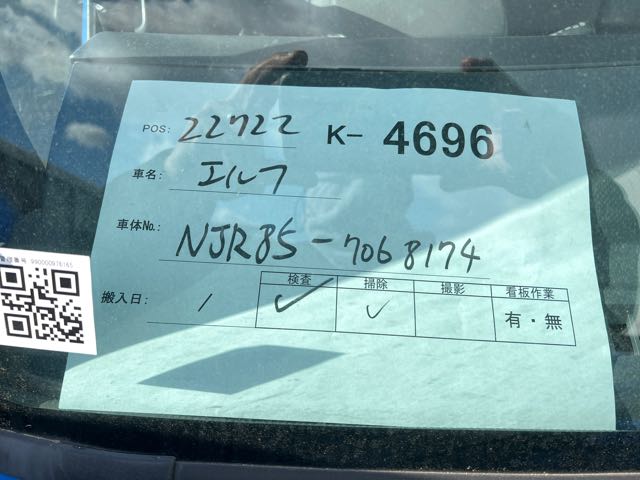 POS: 22722 K- 4696
車名: エルフ
車体No.: NJR85-7068174
検査 掃除 撮影 看板作業
搬入日: / ✓ ✓ 有・無